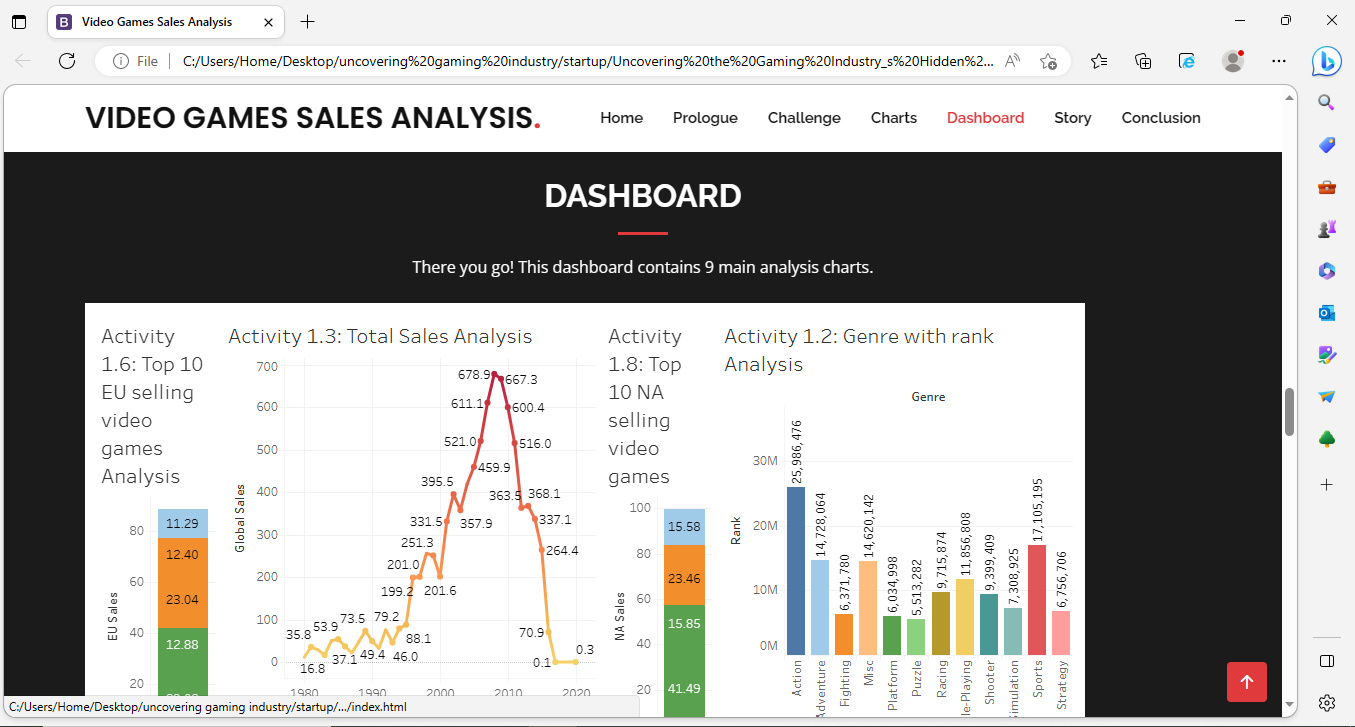 Video Games Sales Analysis
File
C:/Users/Home/Desktop/uncovering%20gaming%20industry/startup/Uncovering%20the%20Gaming%20Industry_s%20Hidden%2...
VIDEO GAMES SALES ANALYSIS.
Home Prologue Challenge Charts Dashboard Story Conclusion
DASHBOARD
There you go! This dashboard contains 9 main analysis charts.
Activity
1.6: Top 10
EU selling
video
games
Analysis
EU Sales
80
60
40
20
11.29
12.40
23.04
12.88
Activity 1.3: Total Sales Analysis
Global Sales
700
600
500
400
300
200
100
0
678.9
667.3
611.1
600.4
521.0
516.0
459.9
395.5
363.5
368.1
331.5
357.9
337.1
251.3
264.4
201.0
199.2
201.6
35.8
53.9
73.5
79.2
88.1
70.9
16.8
37.1
49.4
46.0
0.1
0.3
1980
1990
2000
2010
2020
Activity
1.8: Top
10 NA
selling
video
games
NA Sales
100
80
60
40
20
15.58
23.46
15.85
41.49
Activity 1.2: Genre with rank
Analysis
Genre
Rank
30M
20M
10M
0M
25,986,476
14,728,064
6,371,780
14,620,142
6,034,998
5,513,282
9,715,874
11,856,808
9,399,409
7,308,925
17,105,195
6,756,706
Action
Adventure
Fighting
Misc
Platform
Puzzle
Racing
le-Playing
Shooter
imulation
Sports
Strategy
C:/Users/Home/Desktop/uncovering gaming industry/startup/.../index.html